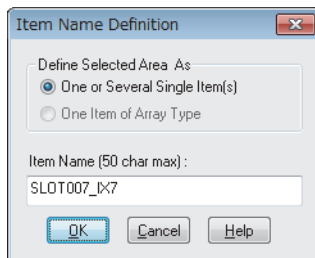 Item Name Definition
Define Selected Area As
One or Several Single Item(s)
One Item of Array Type
Item Name (50 char max) :
SLOT007_IX7
OK Cancel Help